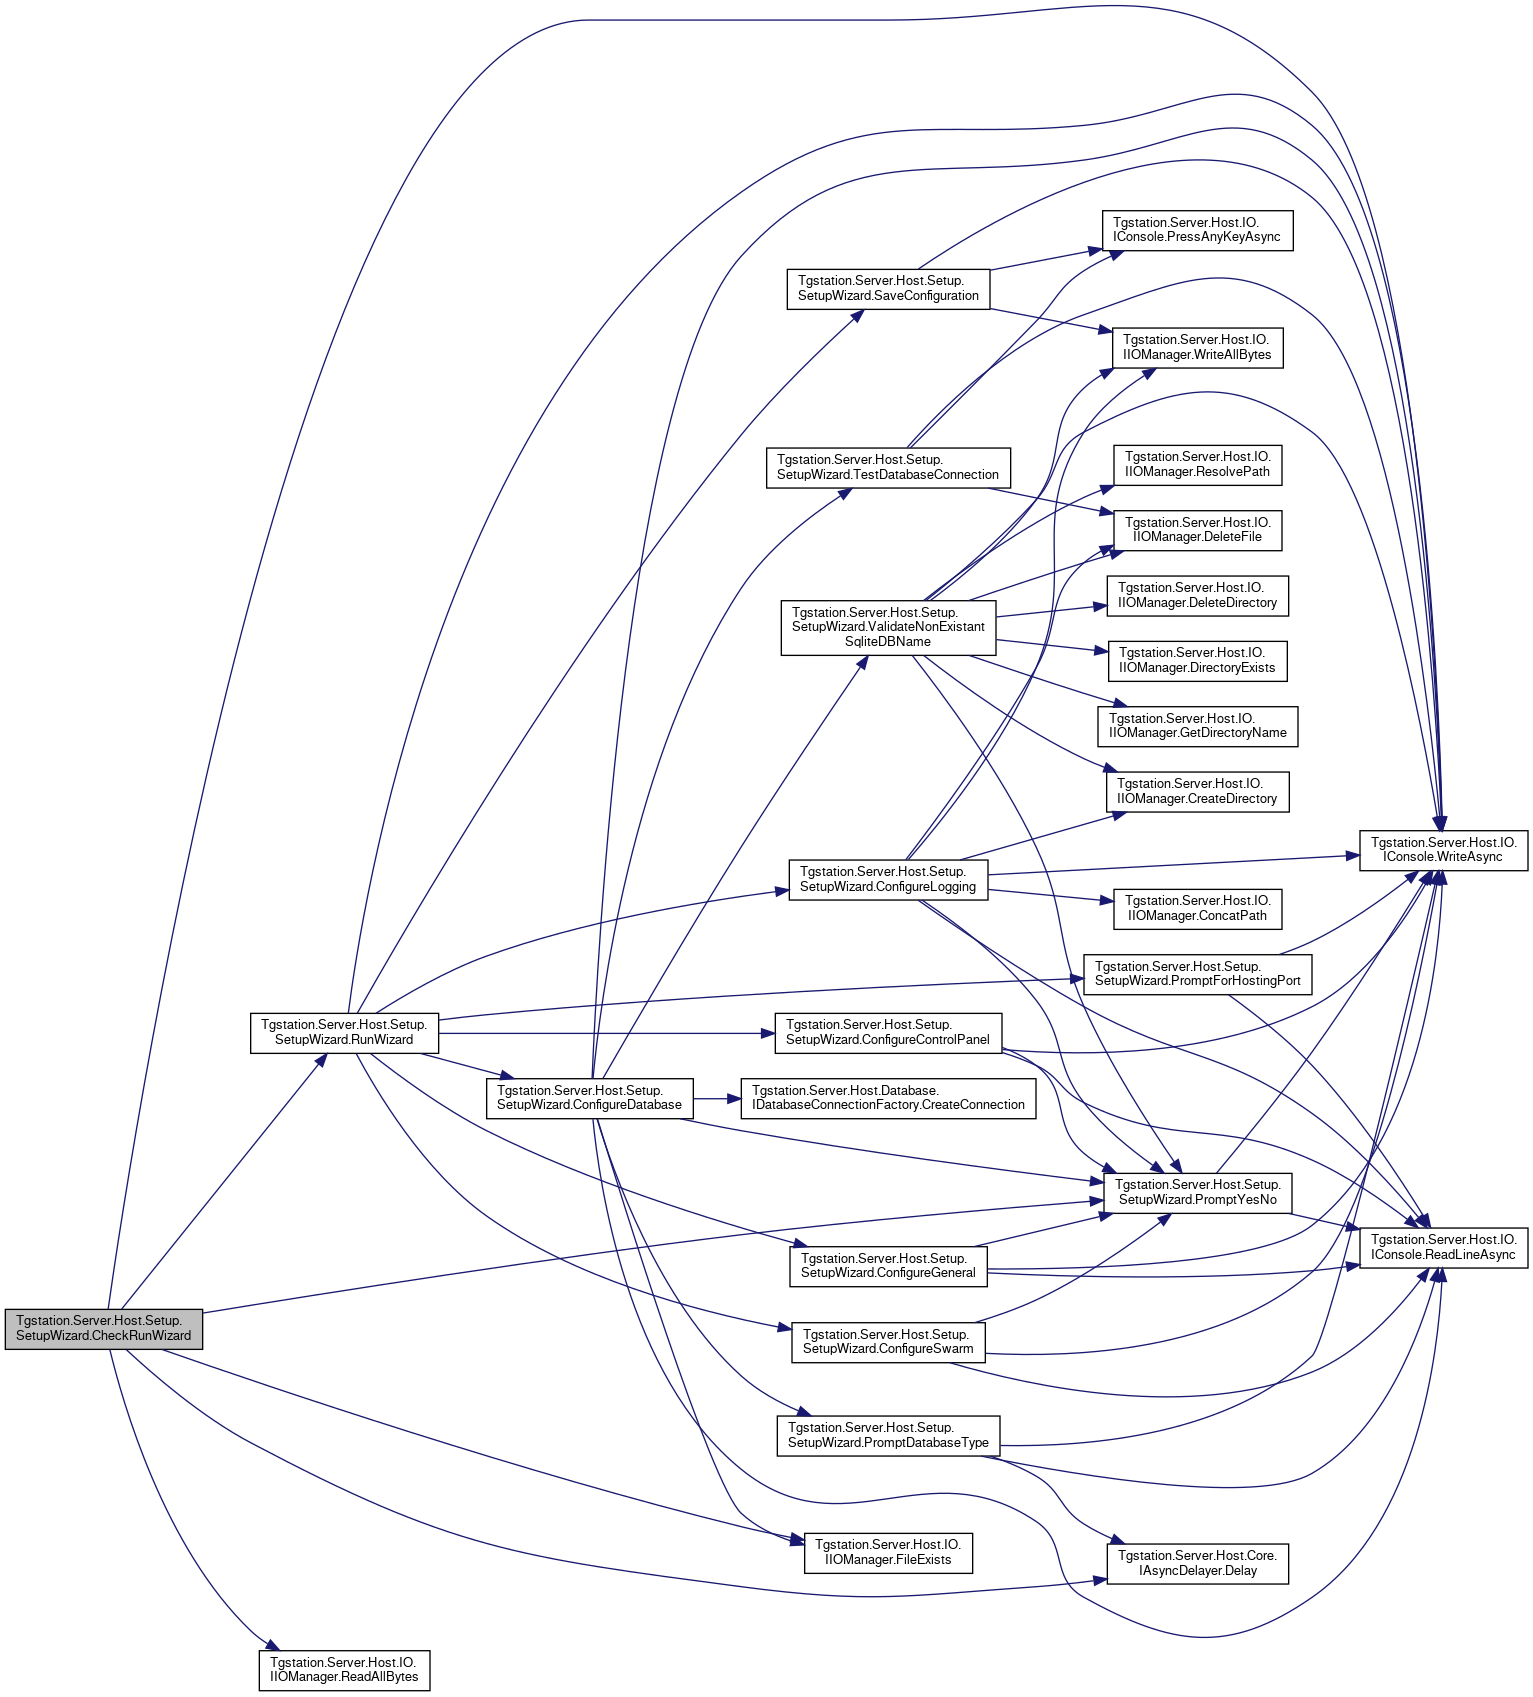 Tgstation.Server.Host.IO.
IConsole.PressAnyKeyAsync
Tgstation.Server.Host.Setup.
SetupWizard.SaveConfiguration
Tgstation.Server.Host.IO.
IIOManager.WriteAllBytes
Tgstation.Server.Host.Setup.
SetupWizard.TestDatabaseConnection
Tgstation.Server.Host.IO.
IIOManager.ResolvePath
Tgstation.Server.Host.IO.
IIOManager.DeleteFile
Tgstation.Server.Host.IO.
IIOManager.DeleteDirectory
Tgstation.Server.Host.Setup.
SetupWizard.ValidateNonExistant
SqliteDBName
Tgstation.Server.Host.IO.
IIOManager.DirectoryExists
Tgstation.Server.Host.IO.
IIOManager.GetDirectoryName
Tgstation.Server.Host.IO.
IIOManager.CreateDirectory
Tgstation.Server.Host.IO.
IConsole.WriteAsync
Tgstation.Server.Host.Setup.
SetupWizard.ConfigureLogging
Tgstation.Server.Host.IO.
IIOManager.ConcatPath
Tgstation.Server.Host.Setup.
SetupWizard.PromptForHostingPort
Tgstation.Server.Host.Setup.
SetupWizard.RunWizard
Tgstation.Server.Host.Setup.
SetupWizard.ConfigureControlPanel
Tgstation.Server.Host.Setup.
SetupWizard.ConfigureDatabase
Tgstation.Server.Host.Database.
IDatabaseConnectionFactory.CreateConnection
Tgstation.Server.Host.Setup.
SetupWizard.PromptYesNo
Tgstation.Server.Host.IO.
IConsole.ReadLineAsync
Tgstation.Server.Host.Setup.
SetupWizard.ConfigureGeneral
Tgstation.Server.Host.Setup.
SetupWizard.CheckRunWizard
Tgstation.Server.Host.Setup.
SetupWizard.ConfigureSwarm
Tgstation.Server.Host.Setup.
SetupWizard.PromptDatabaseType
Tgstation.Server.Host.IO.
IIOManager.FileExists
Tgstation.Server.Host.Core.
IAsyncDelayer.Delay
Tgstation.Server.Host.IO.
IIOManager.ReadAllBytes